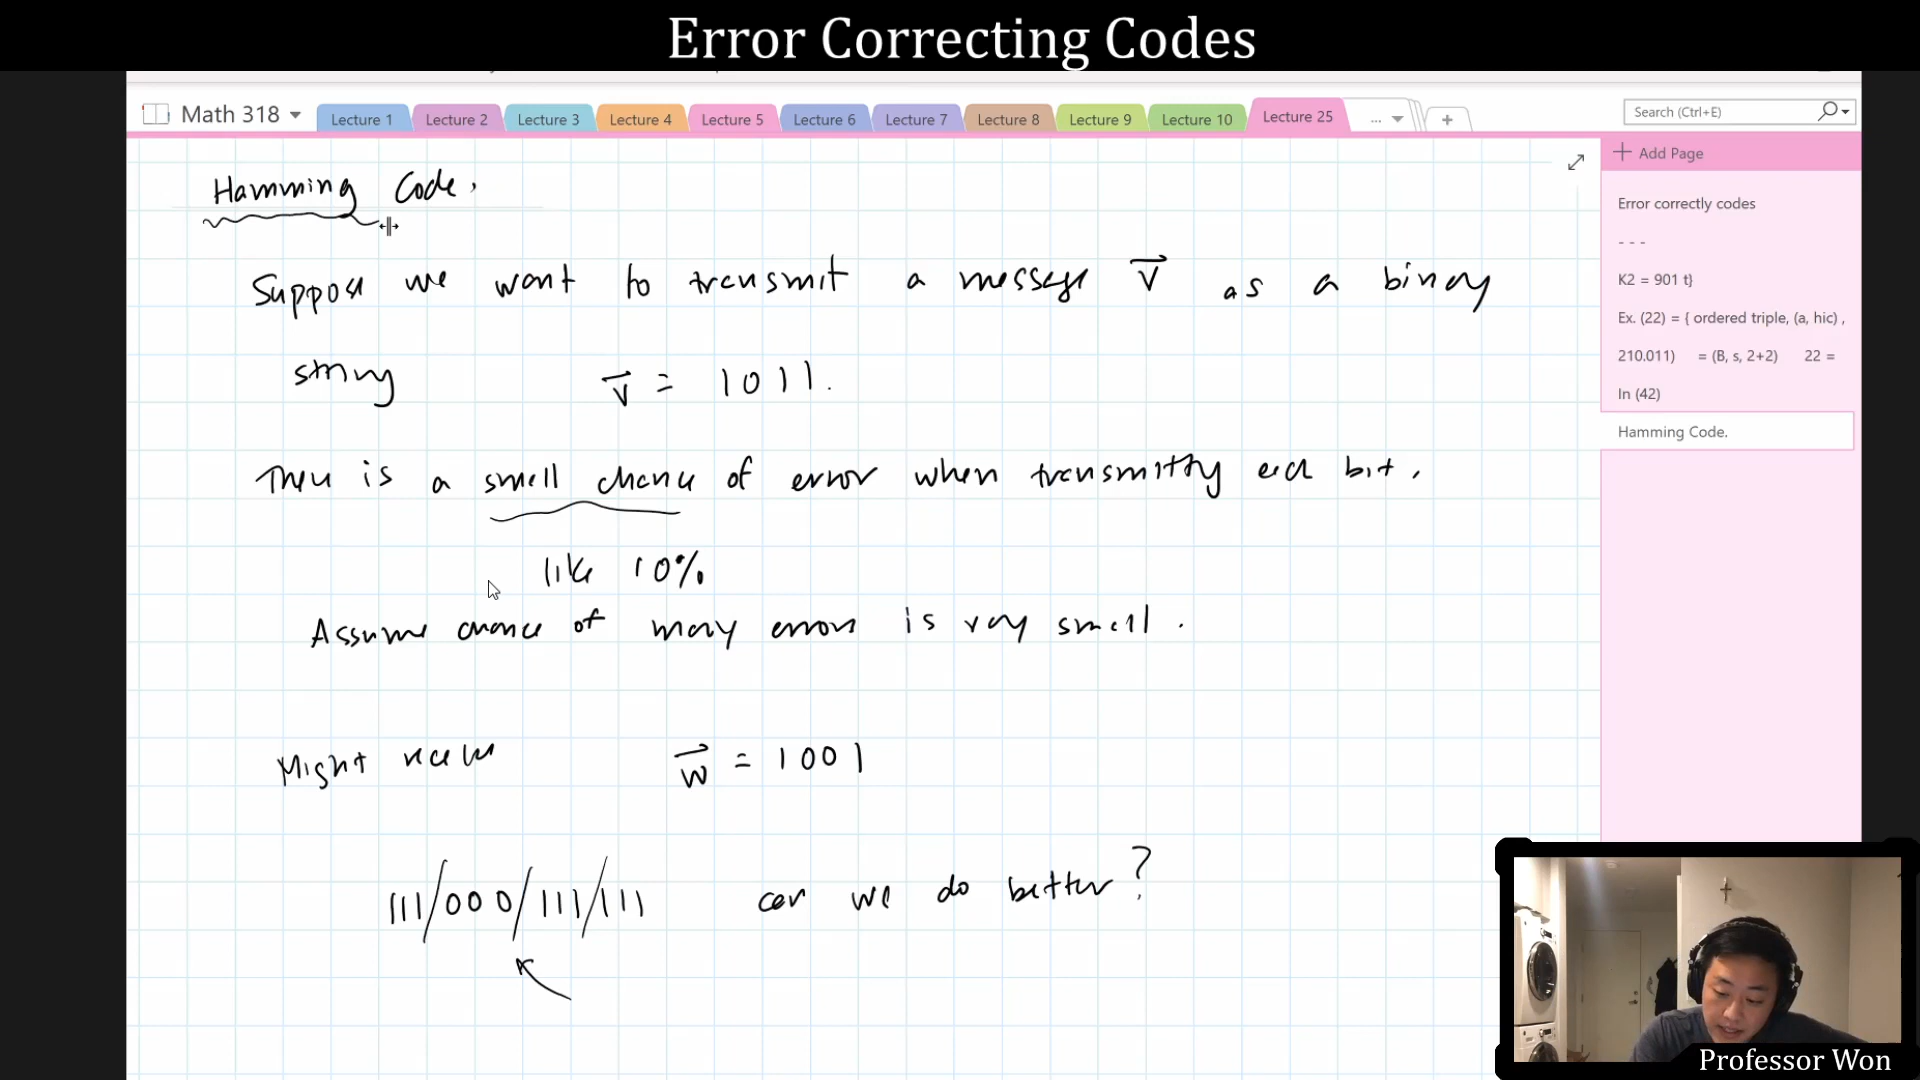 Error Correcting Codes
Math 318
Lecture 1
Lecture 2
Lecture 3
Lecture 4
Lecture 5
Lecture 6
Lecture 7
Lecture 8
Lecture 9
Lecture 10
Lecture 25
...
+
Search (Ctrl+E)
Add Page
Error correctly codes
- - -
K2 = 901 t}
Ex. (22) = { ordered triple, (a, hic) ,
210.011) = (B, s, 2+2) 22 =
In (42)
Hamming Code.
Hamming Code.
Suppose we want to transmit a message v⃗ as a binary
string v⃗ = 1011.
There is a small chance of error when transmitting each bit.
like 10%
Assume chance of many errors is very small.
Might receive w⃗ = 1001
111/000/111/111 can we do better?
Professor Won